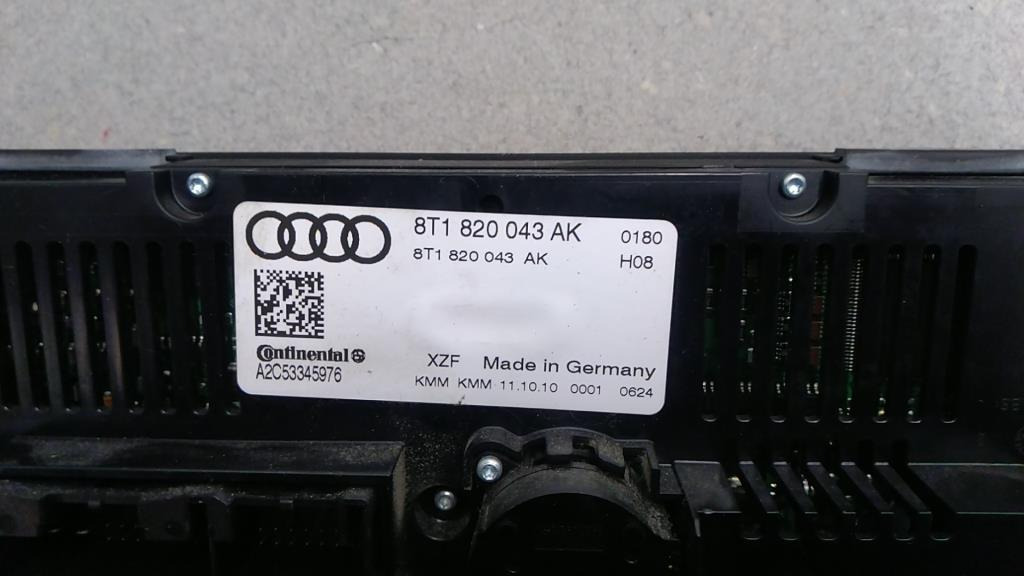 8T1 820 043 AK 0180
8T1 820 043 AK H08
Continental
A2C53345976
XZF Made in Germany
KMM KMM 11.10.10 0001 0624